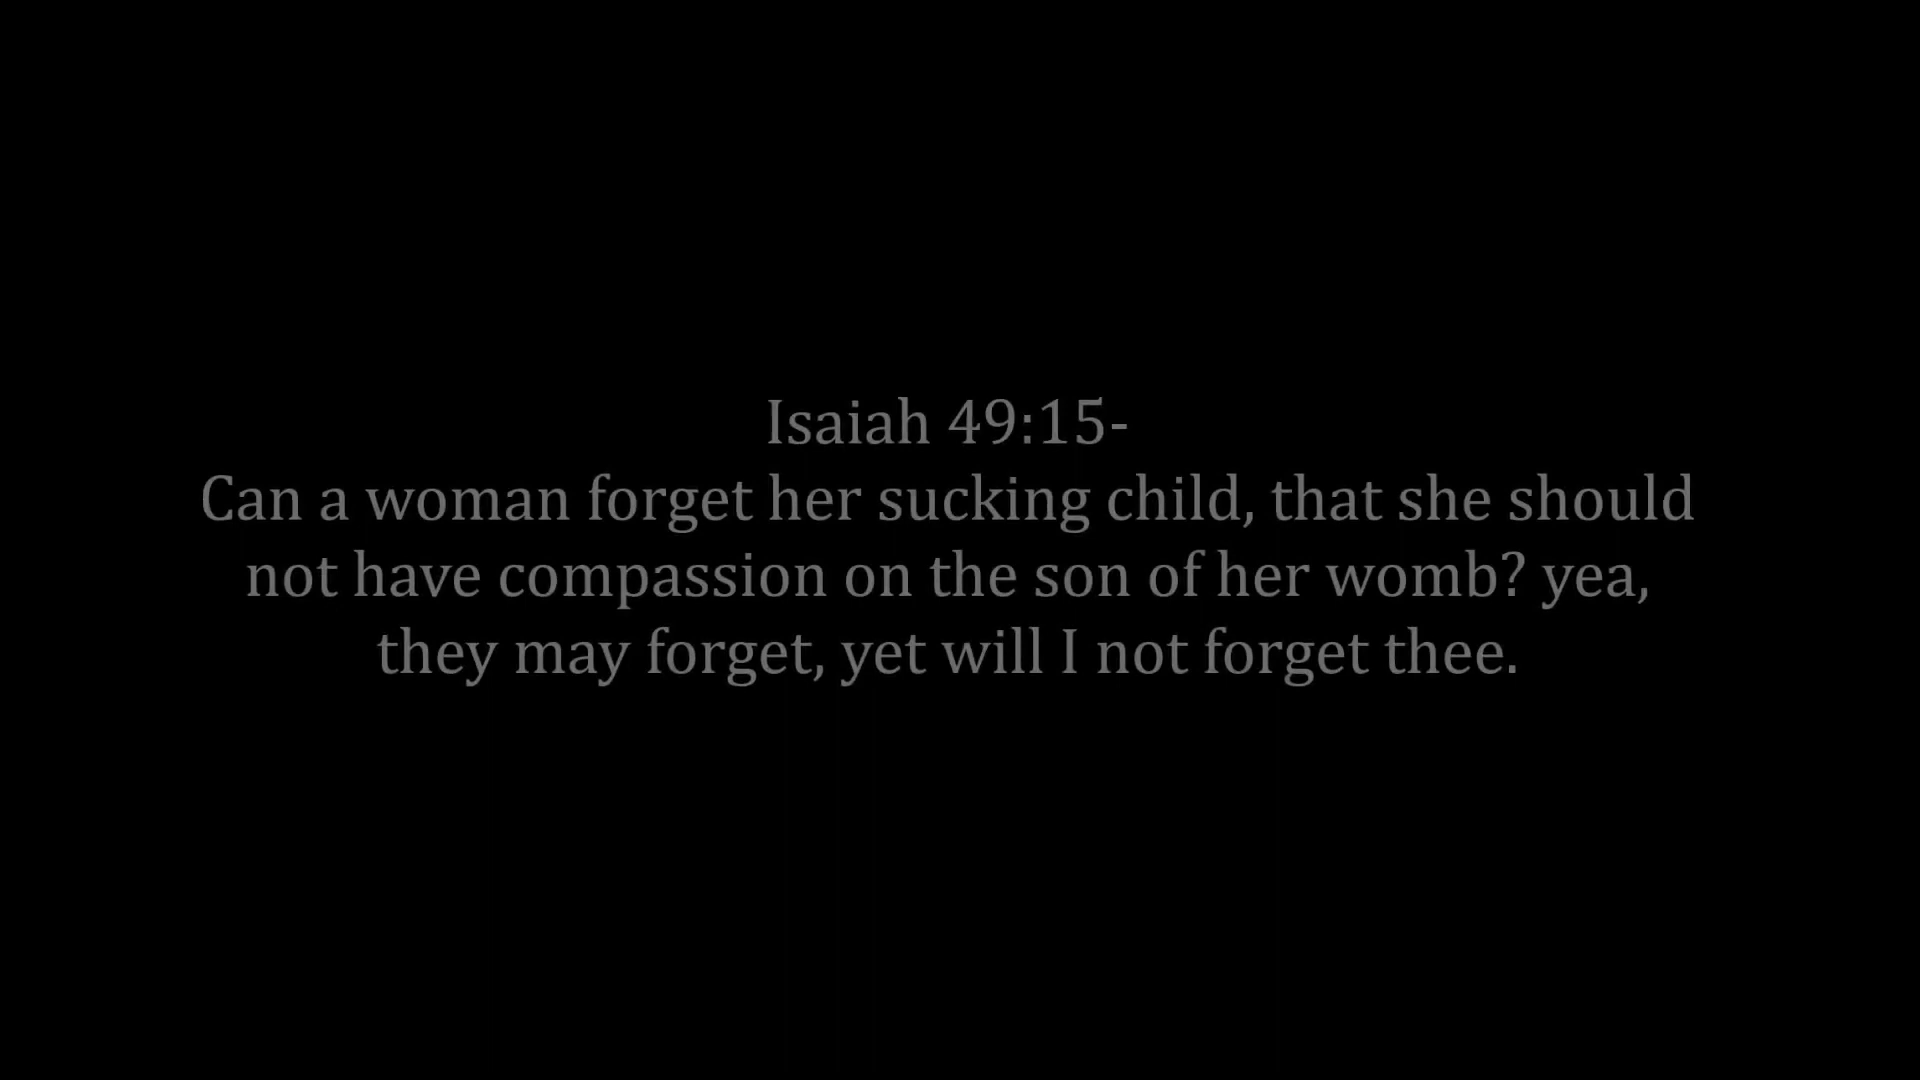 Isaiah 49:15-
Can a woman forget her sucking child, that she should
not have compassion on the son of her womb? yea,
they may forget, yet will I not forget thee.